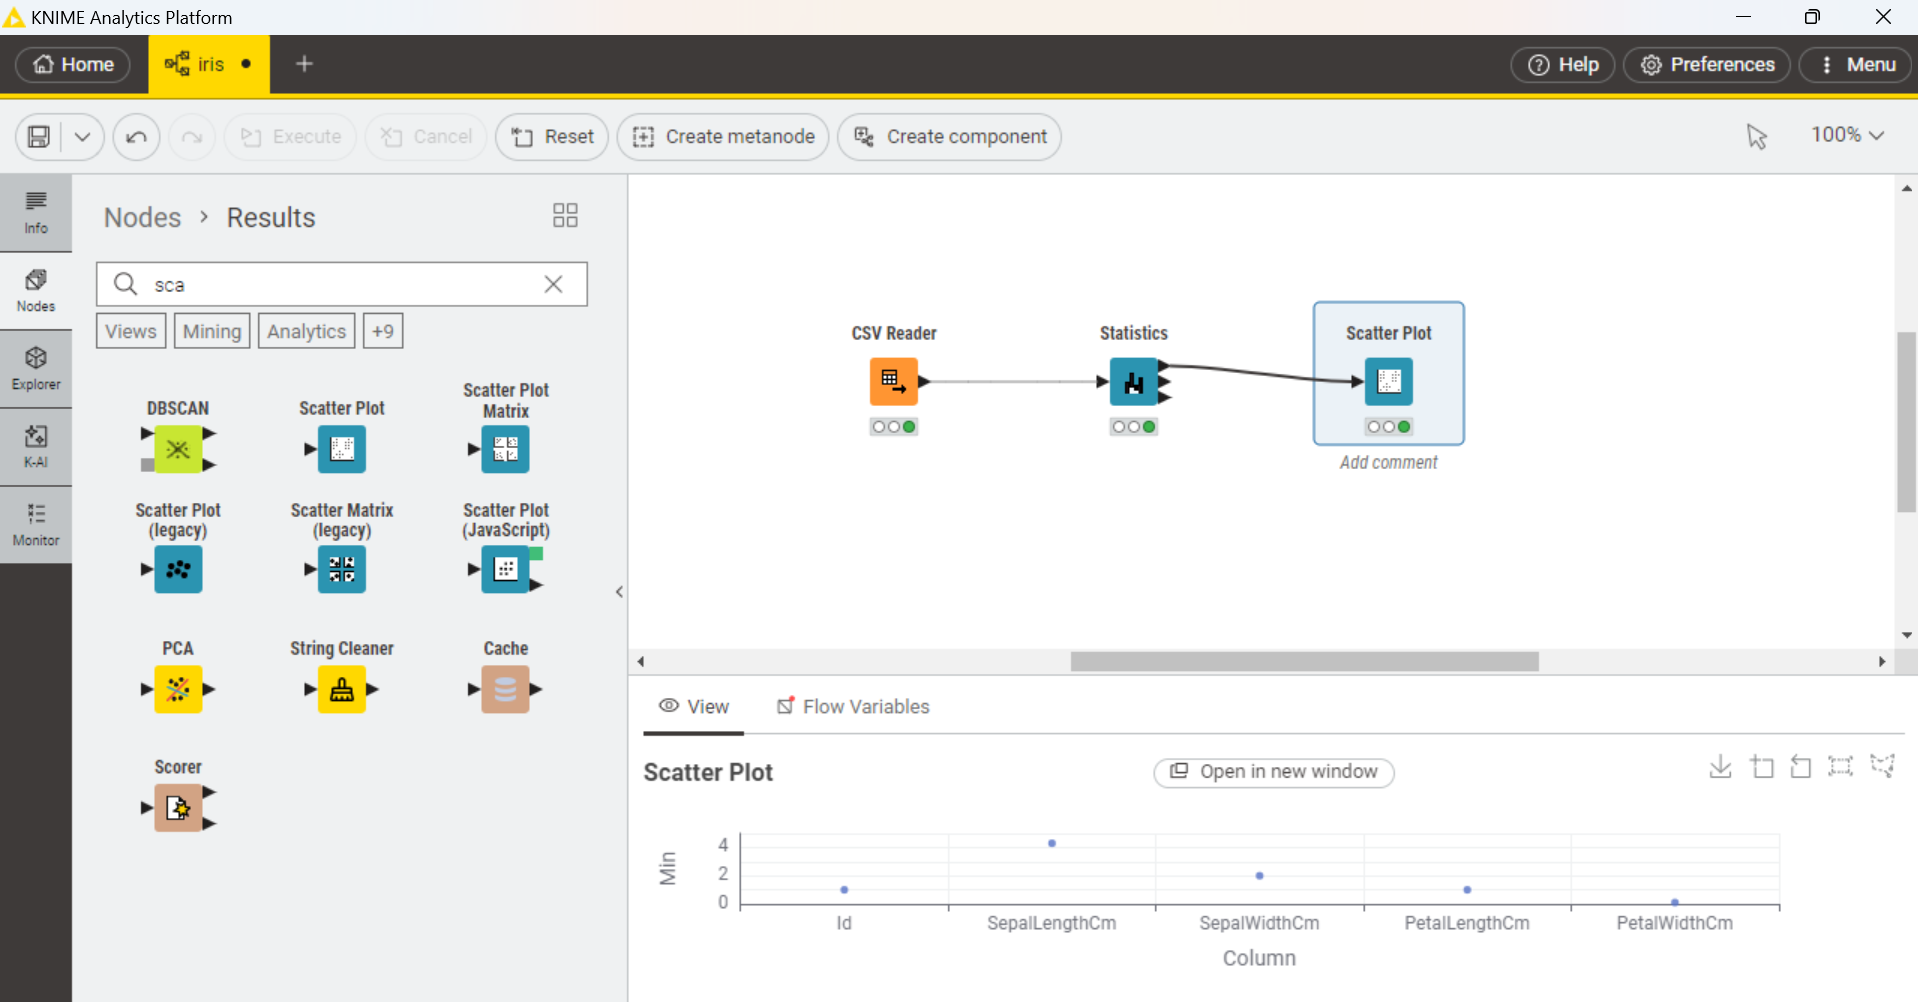 KNIME Analytics Platform
Home
iris
Help
Preferences
Menu
Execute
Cancel
Reset
Create metanode
Create component
100%
Info
Nodes
Explorer
K-AI
Monitor
Nodes > Results
sca
Views Mining Analytics +9
DBSCAN
Scatter Plot
Scatter Plot
Matrix
Scatter Plot
(legacy)
Scatter Matrix
(legacy)
Scatter Plot
(JavaScript)
PCA
String Cleaner
Cache
Scorer
CSV Reader
Statistics
Scatter Plot
Add comment
View
Flow Variables
Scatter Plot
Open in new window
Min
4
2
0
Id
SepalLengthCm
SepalWidthCm
PetalLengthCm
PetalWidthCm
Column